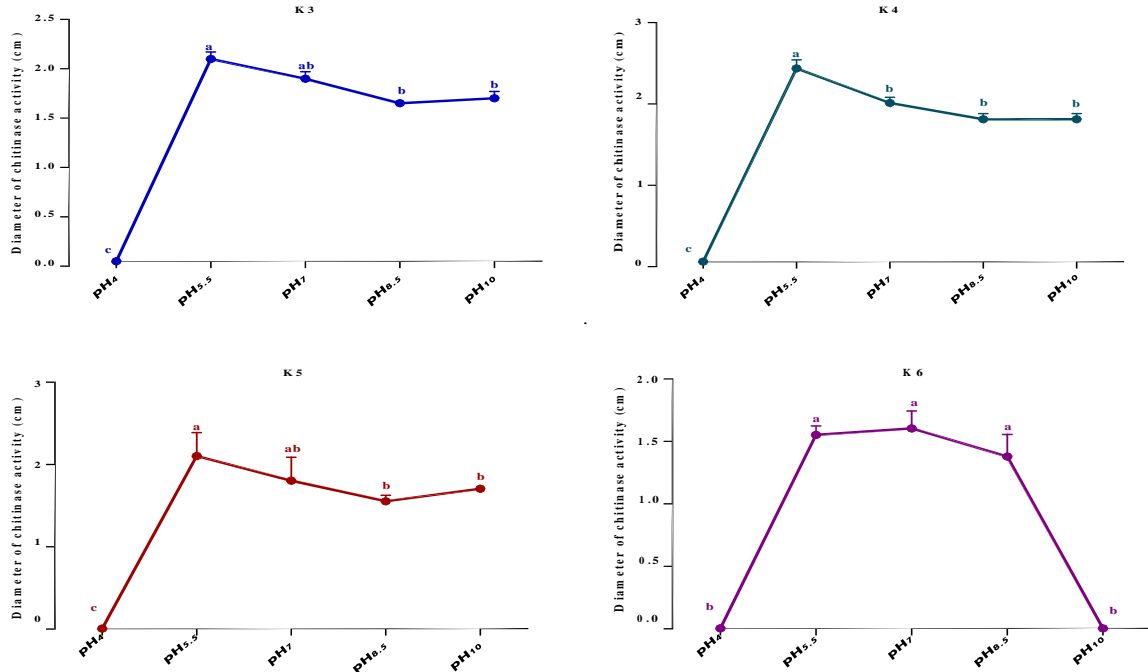 K3
Diameter of chitinase activity (cm)
2.5
2.0
1.5
1.0
0.5
0.0
a
ab
b
b
c
pH4
pH5.5
pH7
pH8.5
pH10
K4
Diameter of chitinase activity (cm)
3
2
1
0
a
b
b
b
c
pH4
pH5.5
pH7
pH8.5
pH10
K5
Diameter of chitinase activity (cm)
3
2
1
0
a
ab
b
b
c
pH4
pH5.5
pH7
pH8.5
pH10
K6
Diameter of chitinase activity (cm)
2.0
1.5
1.0
0.5
0.0
a
a
a
b
b
pH4
pH5.5
pH7
pH8.5
pH10